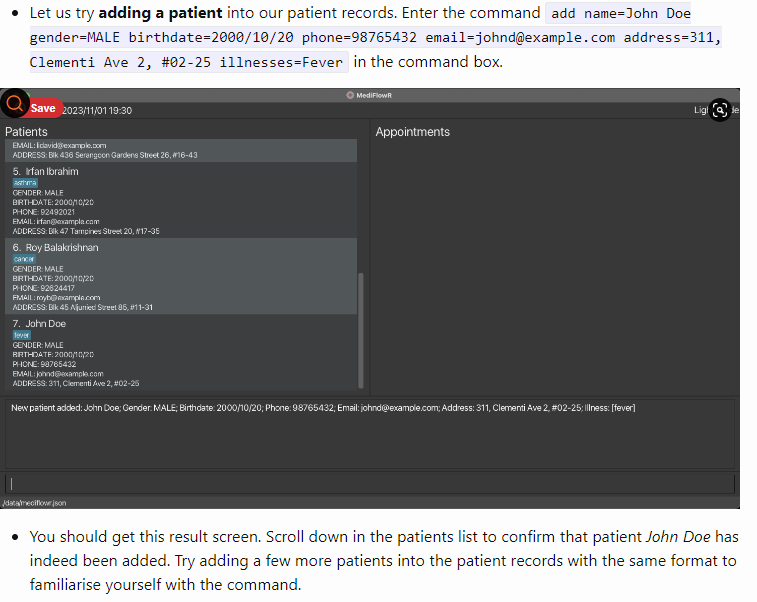 Let us try adding a patient into our patient records. Enter the command add name=John Doe
gender=MALE birthdate=2000/10/20 phone=98765432 email=johnd@example.com address=311,
Clementi Ave 2, #02-25 illnesses=Fever in the command box.
MediFlowR
Save 2023/11/01 19:30
Patients
Appointments
EMAIL: lidavid@example.com
ADDRESS: Blk 436 Serangoon Gardens Street 26, #16-43
5. Irfan Ibrahim
asthma
GENDER: MALE
BIRTHDATE: 2000/10/20
PHONE: 92492021
EMAIL: irfan@example.com
ADDRESS: Blk 47 Tampines Street 20, #17-35
6. Roy Balakrishnan
cancer
GENDER: MALE
BIRTHDATE: 2000/10/20
PHONE: 92624417
EMAIL: royb@example.com
ADDRESS: Blk 45 Aljunied Street 85, #11-31
7. John Doe
fever
GENDER: MALE
BIRTHDATE: 2000/10/20
PHONE: 98765432
EMAIL: johnd@example.com
ADDRESS: 311, Clementi Ave 2, #02-25
New patient added: John Doe; Gender: MALE; Birthdate: 2000/10/20; Phone: 98765432; Email: johnd@example.com; Address: 311, Clementi Ave 2, #02-25; Illness: [fever]
/data/mediflowr.json
You should get this result screen. Scroll down in the patients list to confirm that patient John Doe has
indeed been added. Try adding a few more patients into the patient records with the same format to
familiarise yourself with the command.